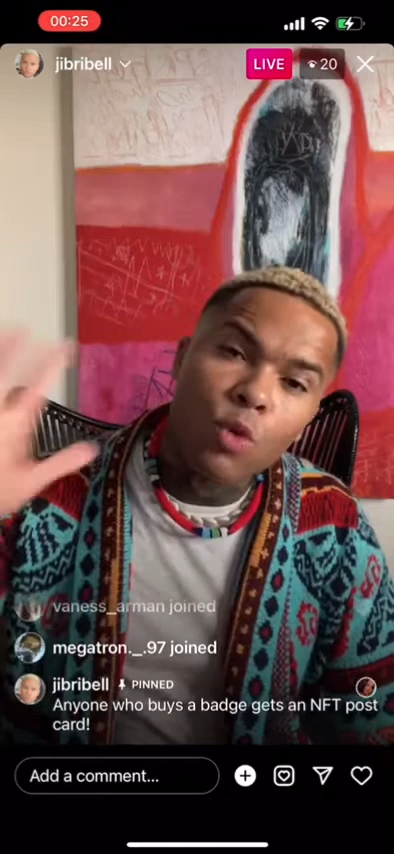 00:25
jibribell
LIVE
20
vaness_arman joined
megatron._.97 joined
jibribell PINNED
Anyone who buys a badge gets an NFT post
card!
Add a comment...